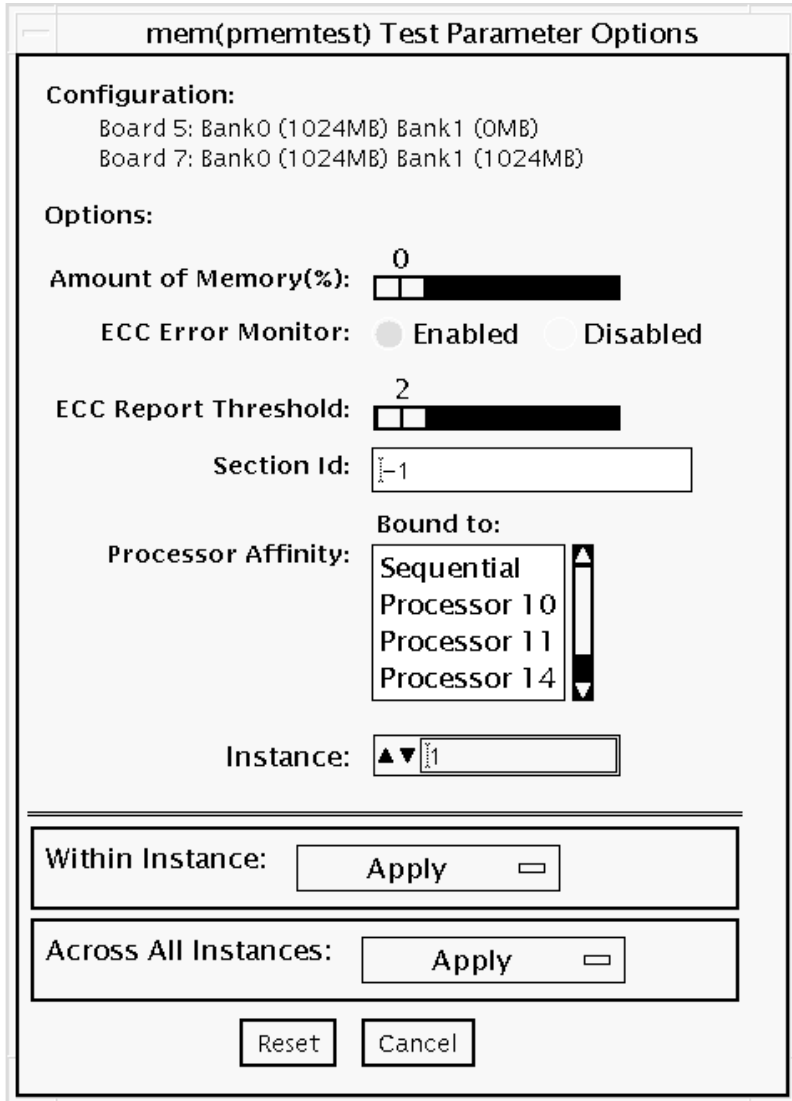 mem(pmemtest) Test Parameter Options
Configuration:
Board 5: Bank0 (1024MB) Bank1 (0MB)
Board 7: Bank0 (1024MB) Bank1 (1024MB)
Options:
0
Amount of Memory(%):
ECC Error Monitor: Enabled Disabled
2
ECC Report Threshold:
Section Id: -1
Bound to:
Processor Affinity: Sequential
Processor 10
Processor 11
Processor 14
Instance: 1
Within Instance: Apply
Across All Instances: Apply
Reset Cancel